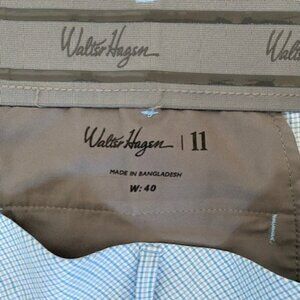 Walter Hagen Walter Hagen
Walter Hagen | 11
MADE IN BANGLADESH
W: 40